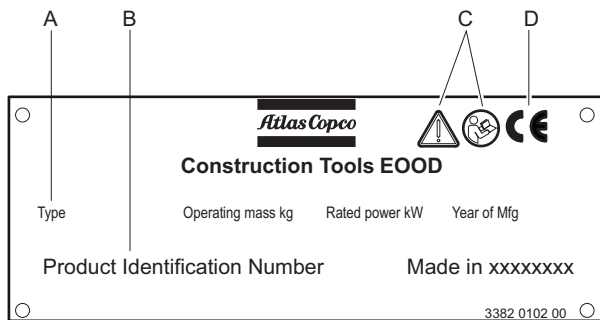 A B C D
Atlas Copco
CE
Construction Tools EOOD
Type Operating mass kg Rated power kW Year of Mfg
Product Identification Number Made in xxxxxxxx
3382 0102 00